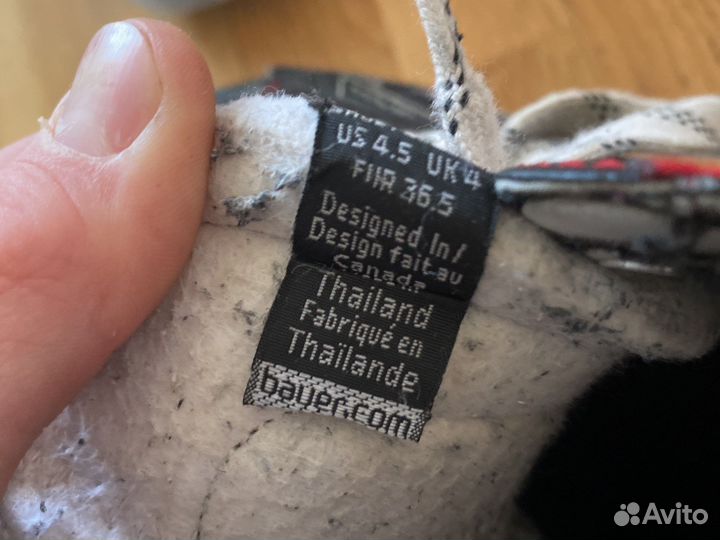 US 4.5 UK 4
EUR 36.5
Designed In/
Design fait au
Canada
Thailand
Fabriqué en
Thaïlande
bauer.com
Avito